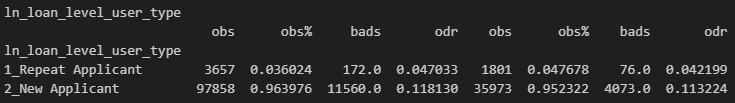 ln_loan_level_user_type
obs obs% bads odr obs obs% bads odr
ln_loan_level_user_type
1_Repeat Applicant 3657 0.036024 172.0 0.047033 1801 0.047678 76.0 0.042199
2_New Applicant 97858 0.963976 11560.0 0.118130 35973 0.952322 4073.0 0.113224